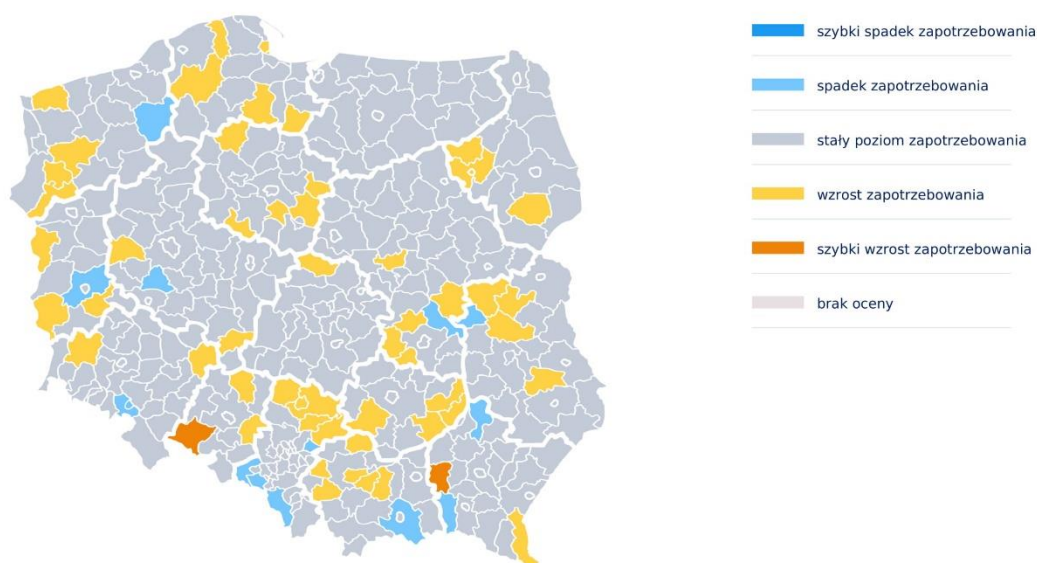 szybki spadek zapotrzebowania
spadek zapotrzebowania
stały poziom zapotrzebowania
wzrost zapotrzebowania
szybki wzrost zapotrzebowania
brak oceny